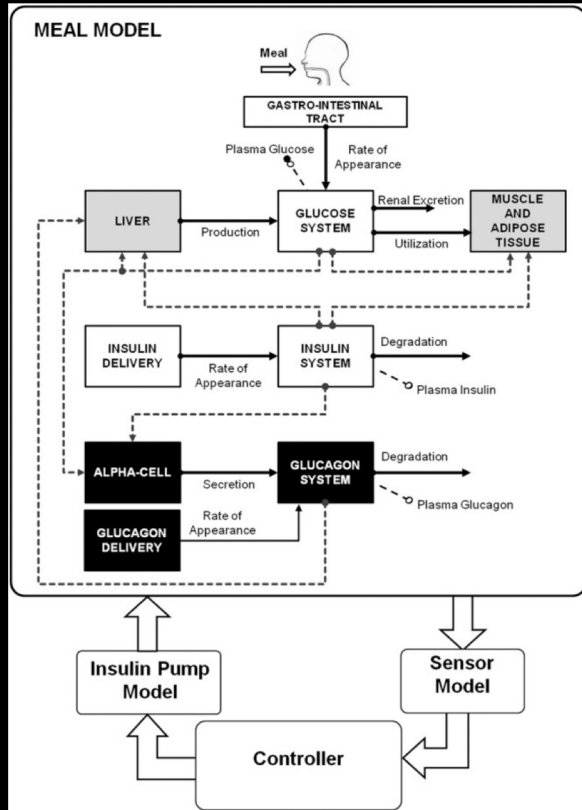 MEAL MODEL
Meal
GASTRO-INTESTINAL
TRACT
Plasma Glucose
Rate of
Appearance
LIVER
Production
GLUCOSE
SYSTEM
Renal Excretion
Utilization
MUSCLE
AND
ADIPOSE
TISSUE
INSULIN
DELIVERY
Rate of
Appearance
INSULIN
SYSTEM
Degradation
Plasma Insulin
ALPHA-CELL
Secretion
GLUCAGON
SYSTEM
Degradation
Plasma Glucagon
GLUCAGON
DELIVERY
Rate of
Appearance
Insulin Pump
Model
Sensor
Model
Controller